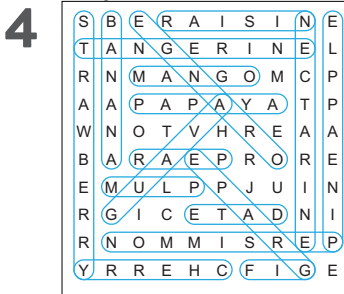 4
S B E R A I S I N E
T A N G E R I N E L
R N M A N G O M C P
A A P A P A Y A T P
W N O T V H R E A A
B A R A E P R O R E
E M U L P P J U I N
R G I C E T A D N I
R N O M M I S R E P
Y R R E H C F I G E